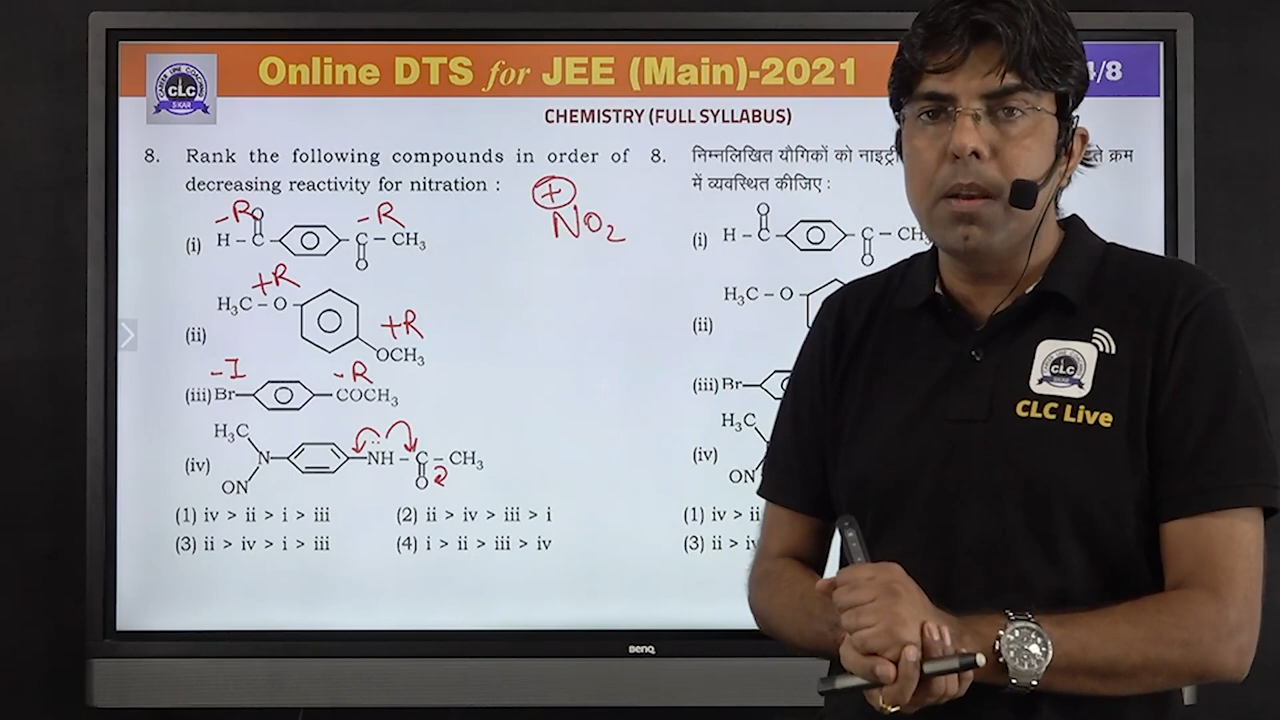 Online DTS for JEE (Main)-2021
4/8
CLC
SIKAR
CHEMISTRY (FULL SYLLABUS)
8. Rank the following compounds in order of
decreasing reactivity for nitration :
⊕
NO2
-R -R
O
(i) H - C - C - CH3
O
+R
H3C - O
+R
(ii)
OCH3
-I -R
(iii) Br COCH3
H3C
(iv) N NH - C - CH3
ON O
(1) iv > ii > i > iii (2) ii > iv > iii > i
(3) ii > iv > i > iii (4) i > ii > iii > iv
8. निम्नलिखित यौगिकों को
क्रम
में व्यवस्थित कीजिए :
O
(i) H - C - C - CH
O
H3C - O
(ii)
(iii) Br
H3C
(iv)
ON
(1) iv > ii
(3) ii > iv
BenQ
CLC
SIKAR
CLC Live